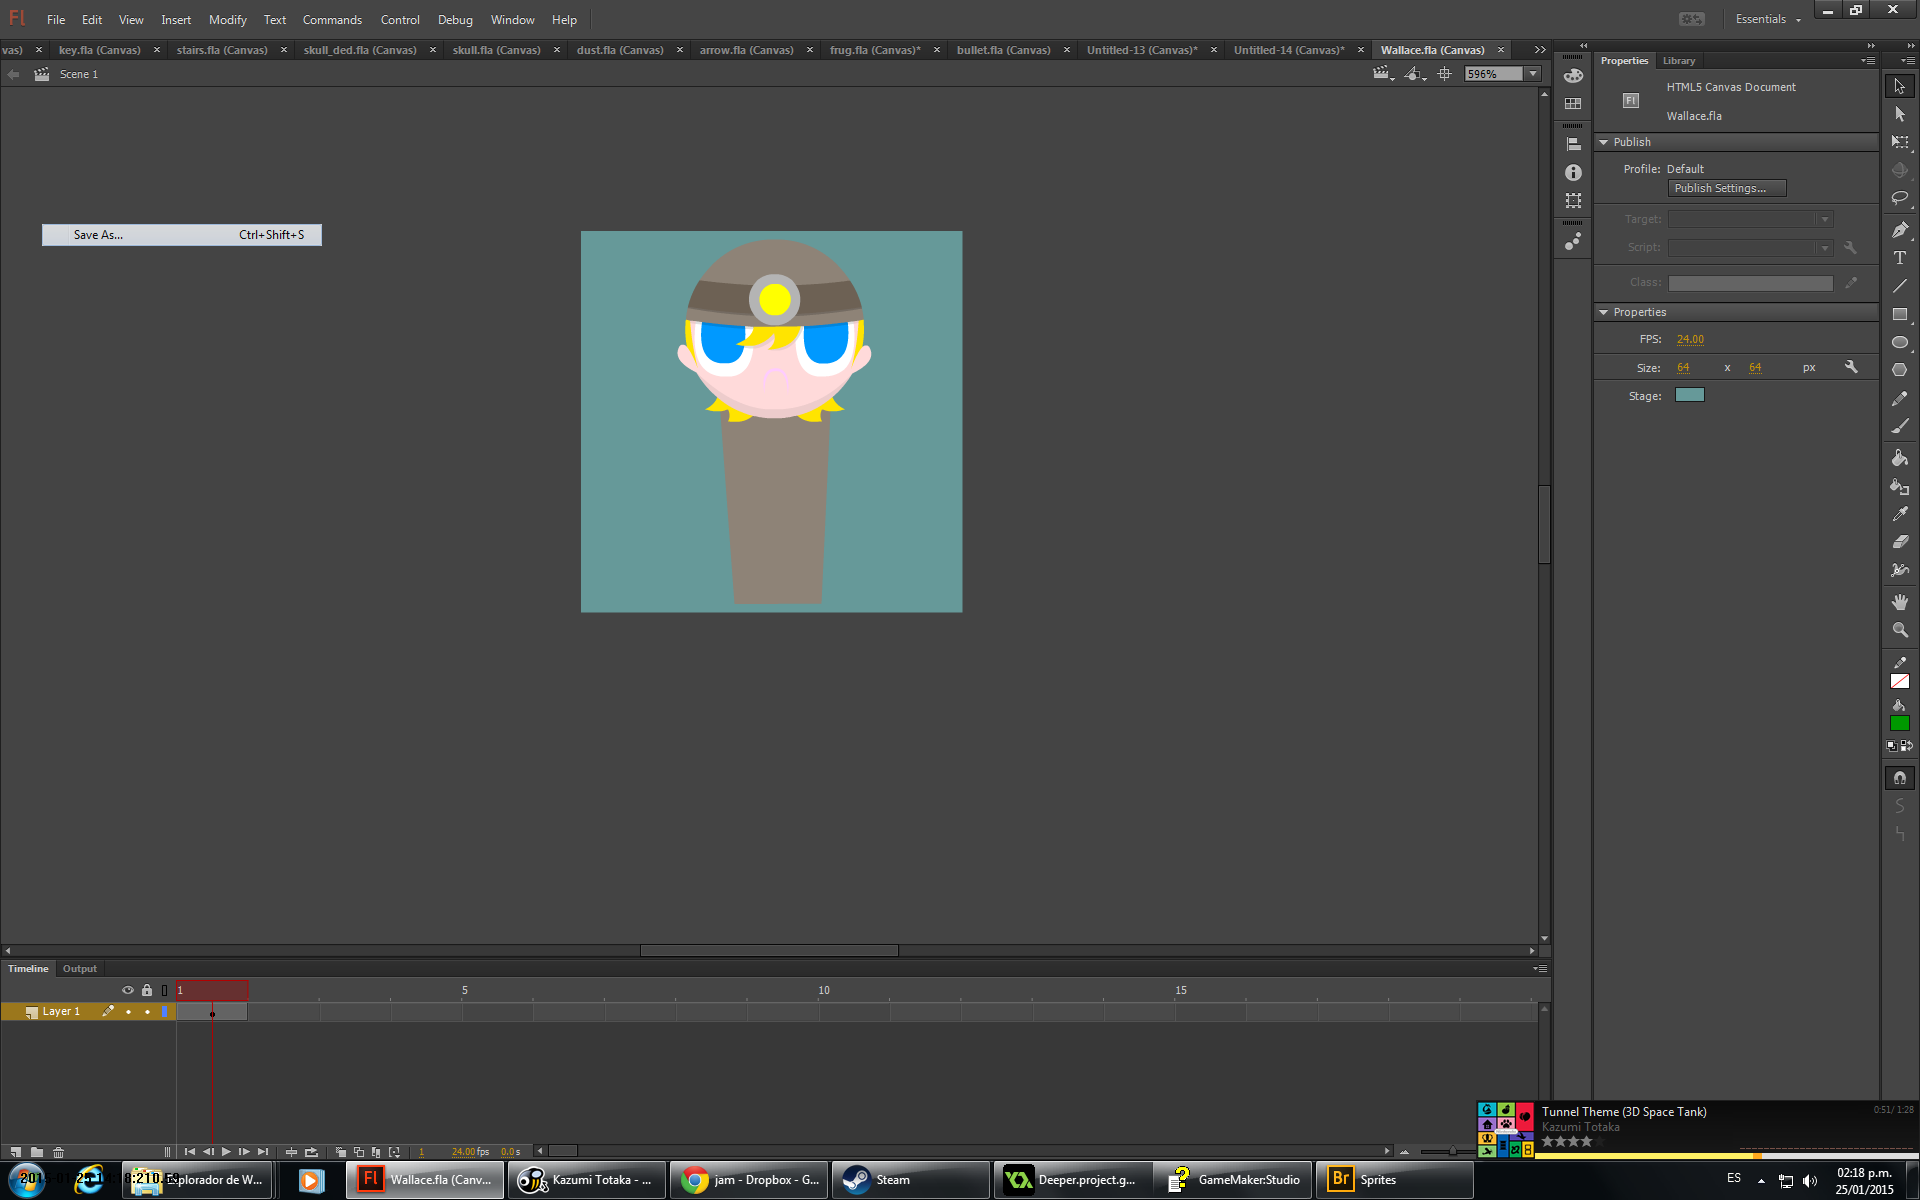 Fl File Edit View Insert Modify Text Commands Control Debug Window Help Essentials
vas) × key.fla (Canvas) × stairs.fla (Canvas) × skull_ded.fla (Canvas) × skull.fla (Canvas) × dust.fla (Canvas) × arrow.fla (Canvas) × frug.fla (Canvas)* × bullet.fla (Canvas) × Untitled-13 (Canvas)* × Untitled-14 (Canvas)* × Wallace.fla (Canvas) ×
Scene 1 596%
Save As... Ctrl+Shift+S
Properties Library
Fl HTML5 Canvas Document
Wallace.fla
Publish
Profile: Default
Publish Settings...
Target:
Script:
Class:
Properties
FPS: 24.00
Size: 64 x 64 px
Stage:
Timeline Output
1 5 10 15
Layer 1
1 24.00 fps 0.0 s
Tunnel Theme (3D Space Tank) 0:51/ 1:28
Kazumi Totaka
Explorador de W...
Fl Wallace.fla (Canv...
Kazumi Totaka - ...
jam - Dropbox - G...
Steam
Deeper.project.g...
GameMaker:Studio
Br Sprites
ES
02:18 p.m.
25/01/2015